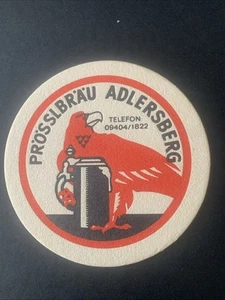 PRÖSSLBRÄU ADLERSBERG
TELEFON
09404/1822